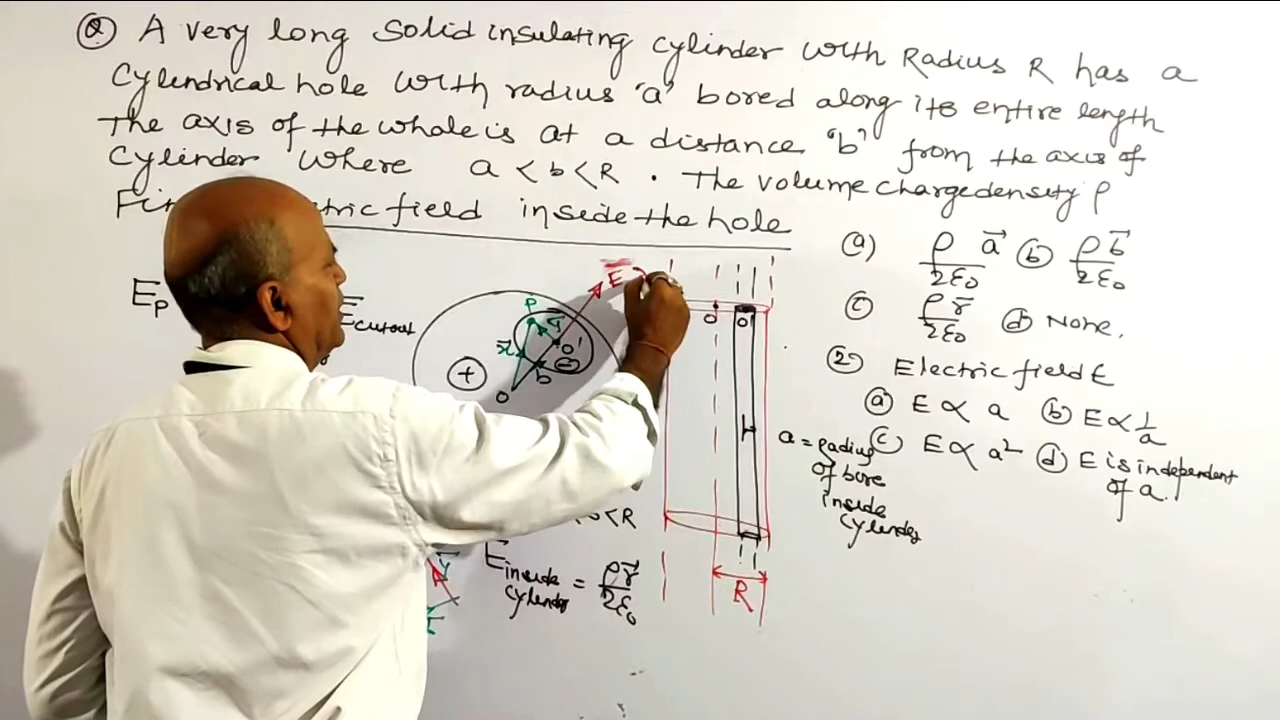 Q A very long solid insulating cylinder with Radius R has a
Cylindrical hole with radius 'a' bored along its entire length
The axis of the whole is at a distance "b" from the axis of
Cylinder where a < b < R . The volume charge density ρ
Fi tric field inside the hole
(a) ρ a⃗ / 2ε₀ (b) ρ b⃗ / 2ε₀
(c) ρ r⃗ / 2ε₀ (d) None.
(2) Electric field E
(a) E ∝ a (b) E ∝ 1/a
(c) E ∝ a² (d) E is independent of a.
E⃗P
E⃗cutout
E⃗
P
+
O
O'
b
−
O O'
a = radius
of bore
inside
cylinder
< R
E⃗ inside cylinder = ρ r⃗ / 2ε₀
R